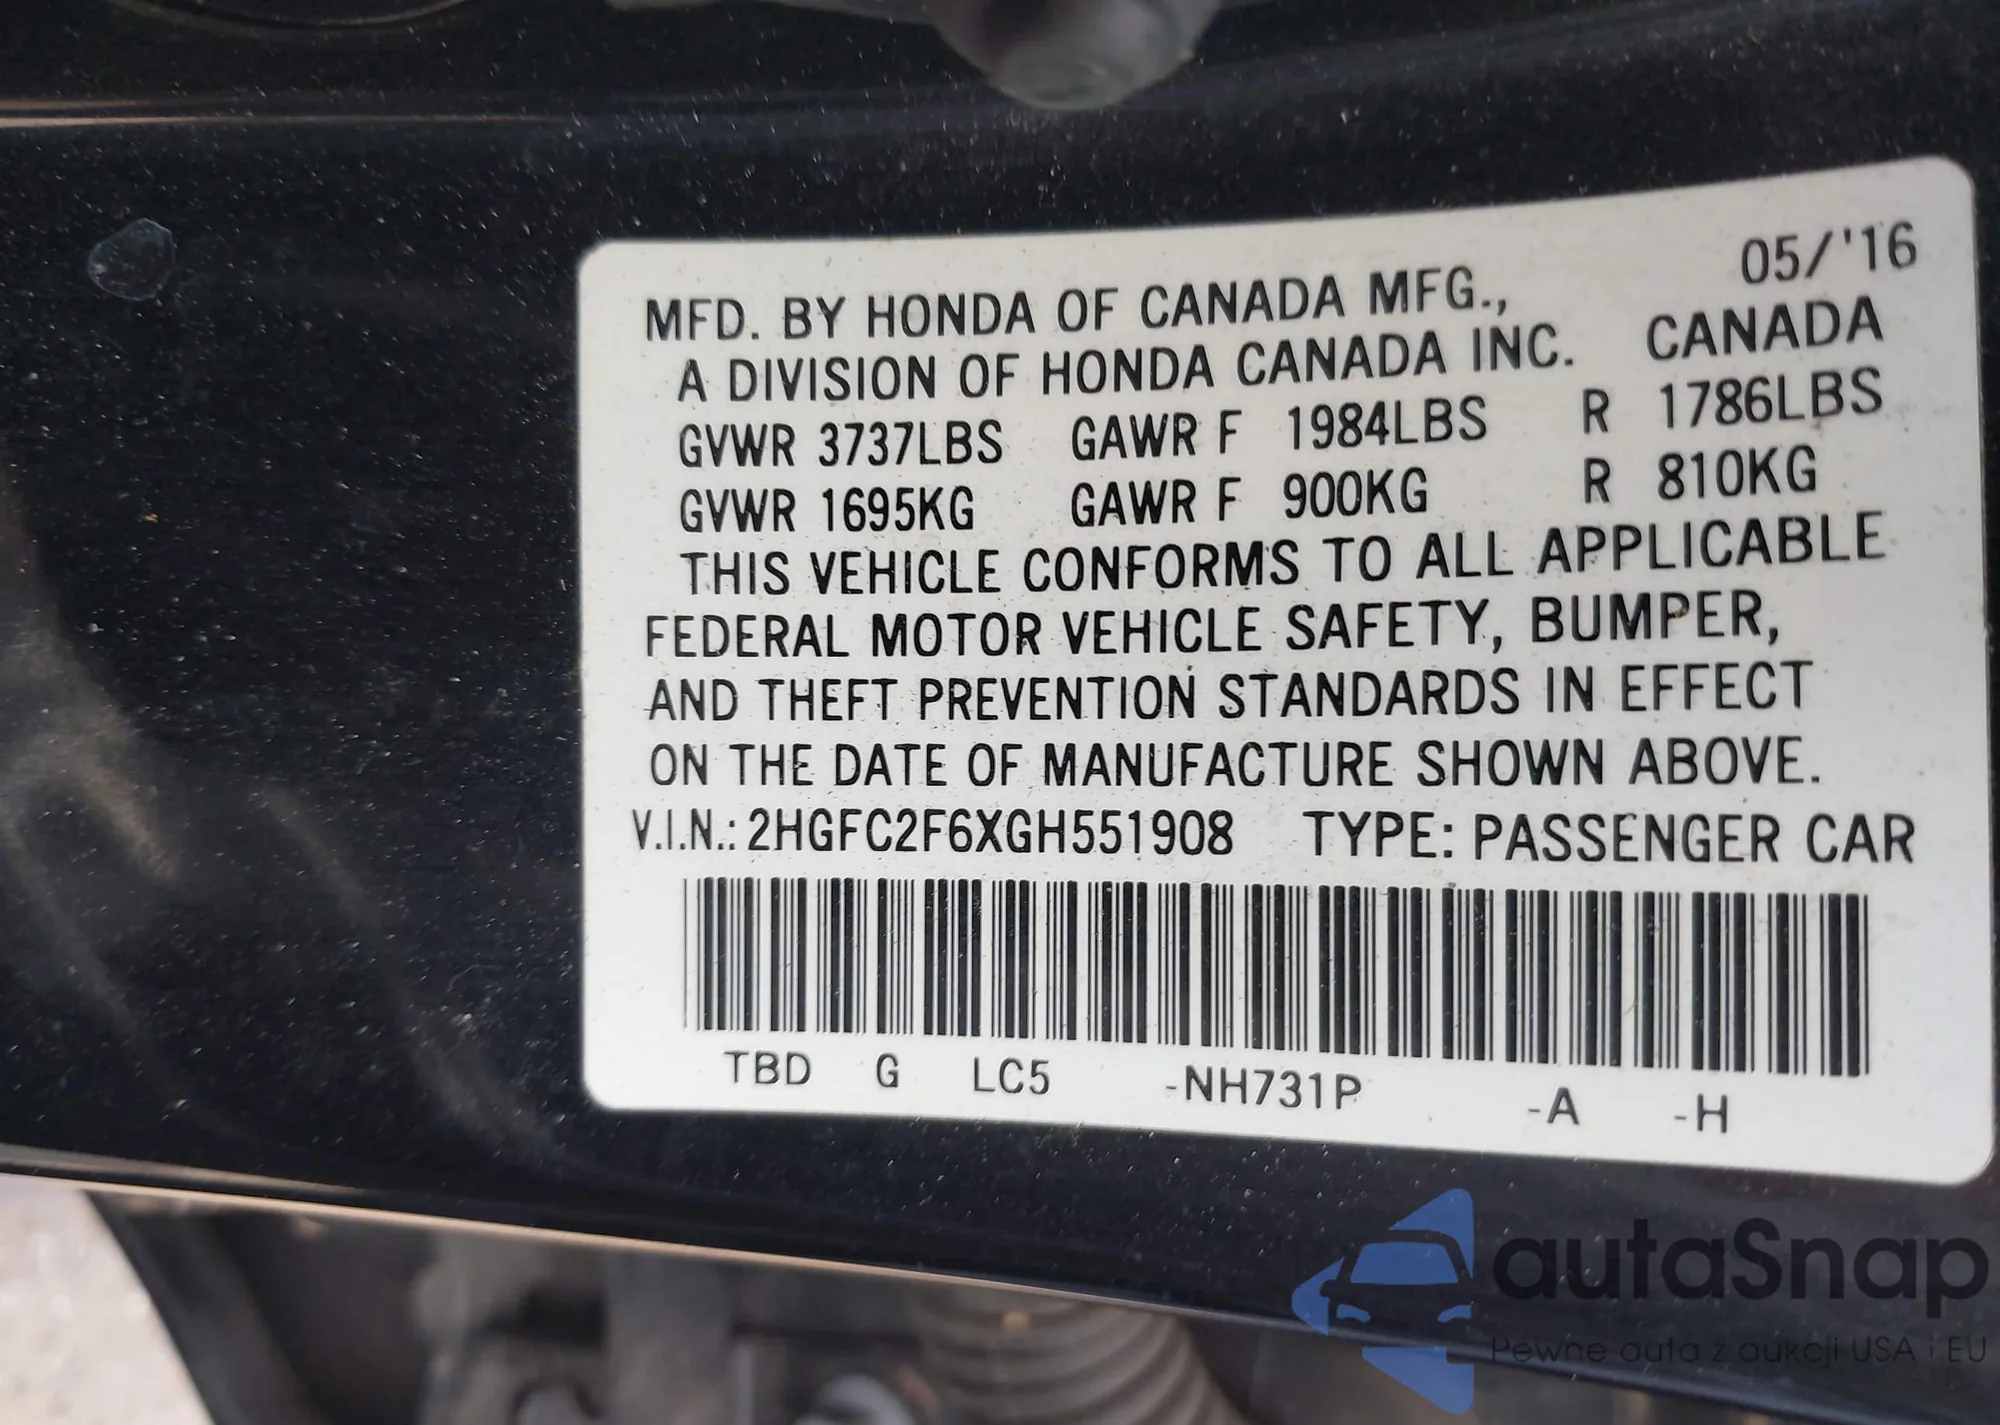 05/'16
MFD. BY HONDA OF CANADA MFG.,
A DIVISION OF HONDA CANADA INC. CANADA
GVWR 3737LBS GAWR F 1984LBS R 1786LBS
GVWR 1695KG GAWR F 900KG R 810KG
THIS VEHICLE CONFORMS TO ALL APPLICABLE
FEDERAL MOTOR VEHICLE SAFETY, BUMPER,
AND THEFT PREVENTION STANDARDS IN EFFECT
ON THE DATE OF MANUFACTURE SHOWN ABOVE.
V.I.N.: 2HGFC2F6XGH551908 TYPE: PASSENGER CAR
TBD G LC5 -NH731P -A -H
autaSnap
Pewne auta z aukcji USA i EU